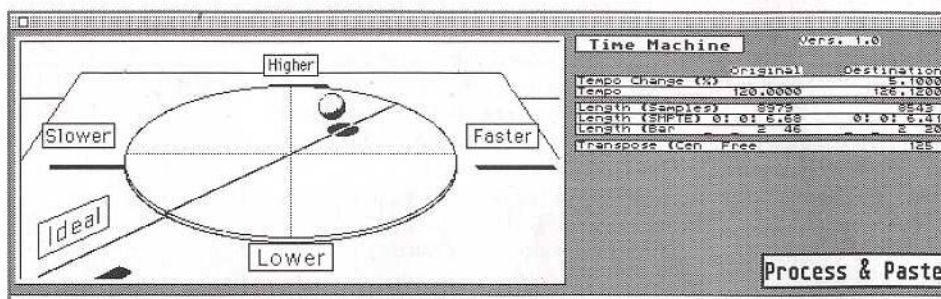 Time Machine Vers. 1.0
Higher
Original Destination
Tempo Change (%) 5.1000
Tempo 120.0000 126.1200
Length (Samples) 8979 8543
Length (SMPTE) 0: 0: 6.68 0: 0: 6.41
Length (Bar _ _ 2 46 _ _ 2 20
Transpose (Cen Free 125
Slower
Faster
Ideal
Lower
Process & Paste